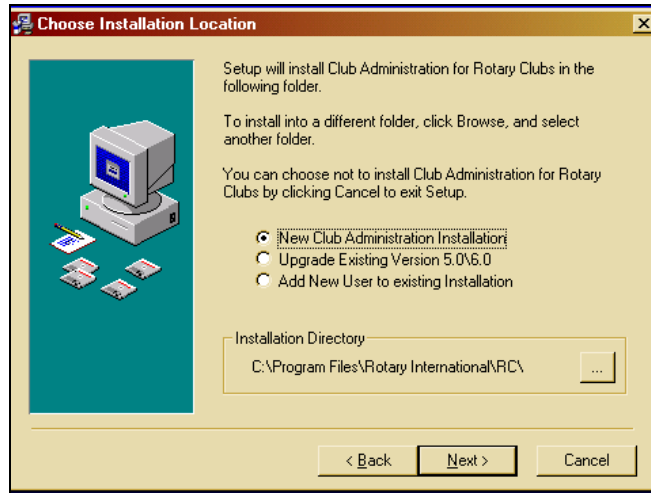 Choose Installation Location
Setup will install Club Administration for Rotary Clubs in the
following folder.
To install into a different folder, click Browse, and select
another folder.
You can choose not to install Club Administration for Rotary
Clubs by clicking Cancel to exit Setup.
New Club Administration Installation
Upgrade Existing Version 5.0\6.0
Add New User to existing Installation
Installation Directory
C:\Program Files\Rotary International\RC\
...
< Back
Next >
Cancel